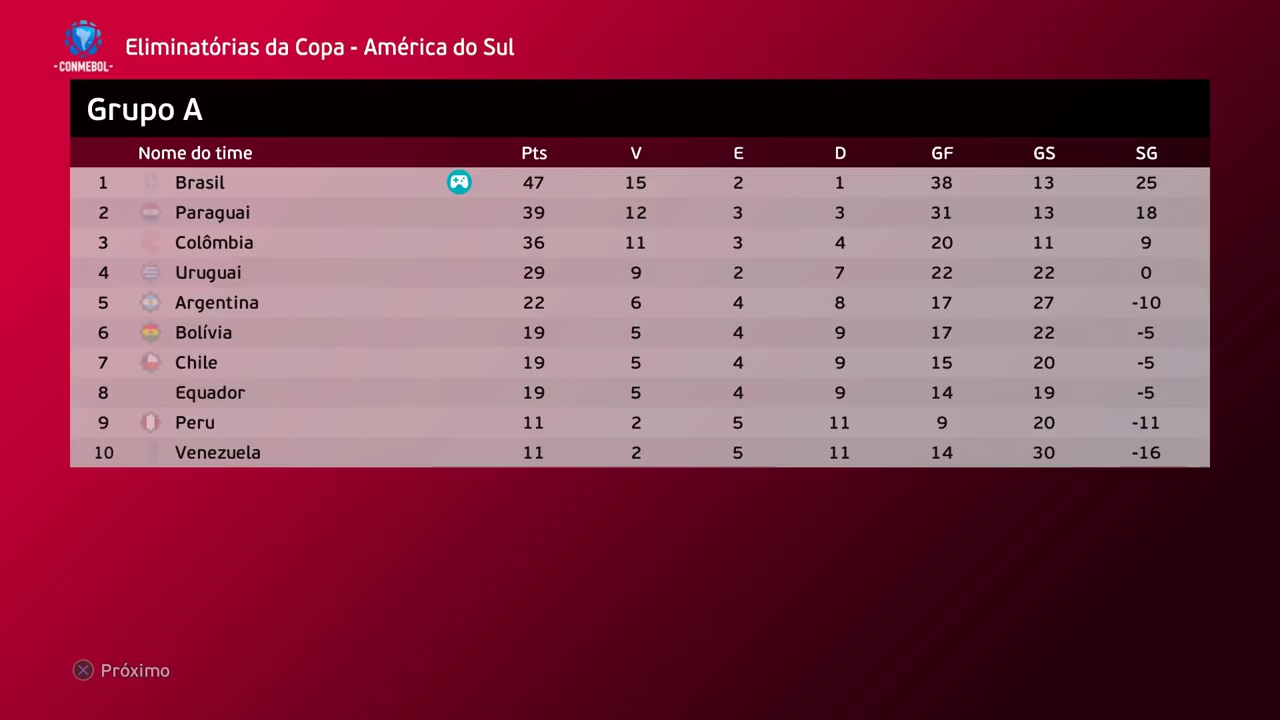 -CONMEBOL-
Eliminatórias da Copa - América do Sul
Grupo A
Nome do time Pts V E D GF GS SG
1 Brasil 47 15 2 1 38 13 25
2 Paraguai 39 12 3 3 31 13 18
3 Colômbia 36 11 3 4 20 11 9
4 Uruguai 29 9 2 7 22 22 0
5 Argentina 22 6 4 8 17 27 -10
6 Bolívia 19 5 4 9 17 22 -5
7 Chile 19 5 4 9 15 20 -5
8 Equador 19 5 4 9 14 19 -5
9 Peru 11 2 5 11 9 20 -11
10 Venezuela 11 2 5 11 14 30 -16
Próximo